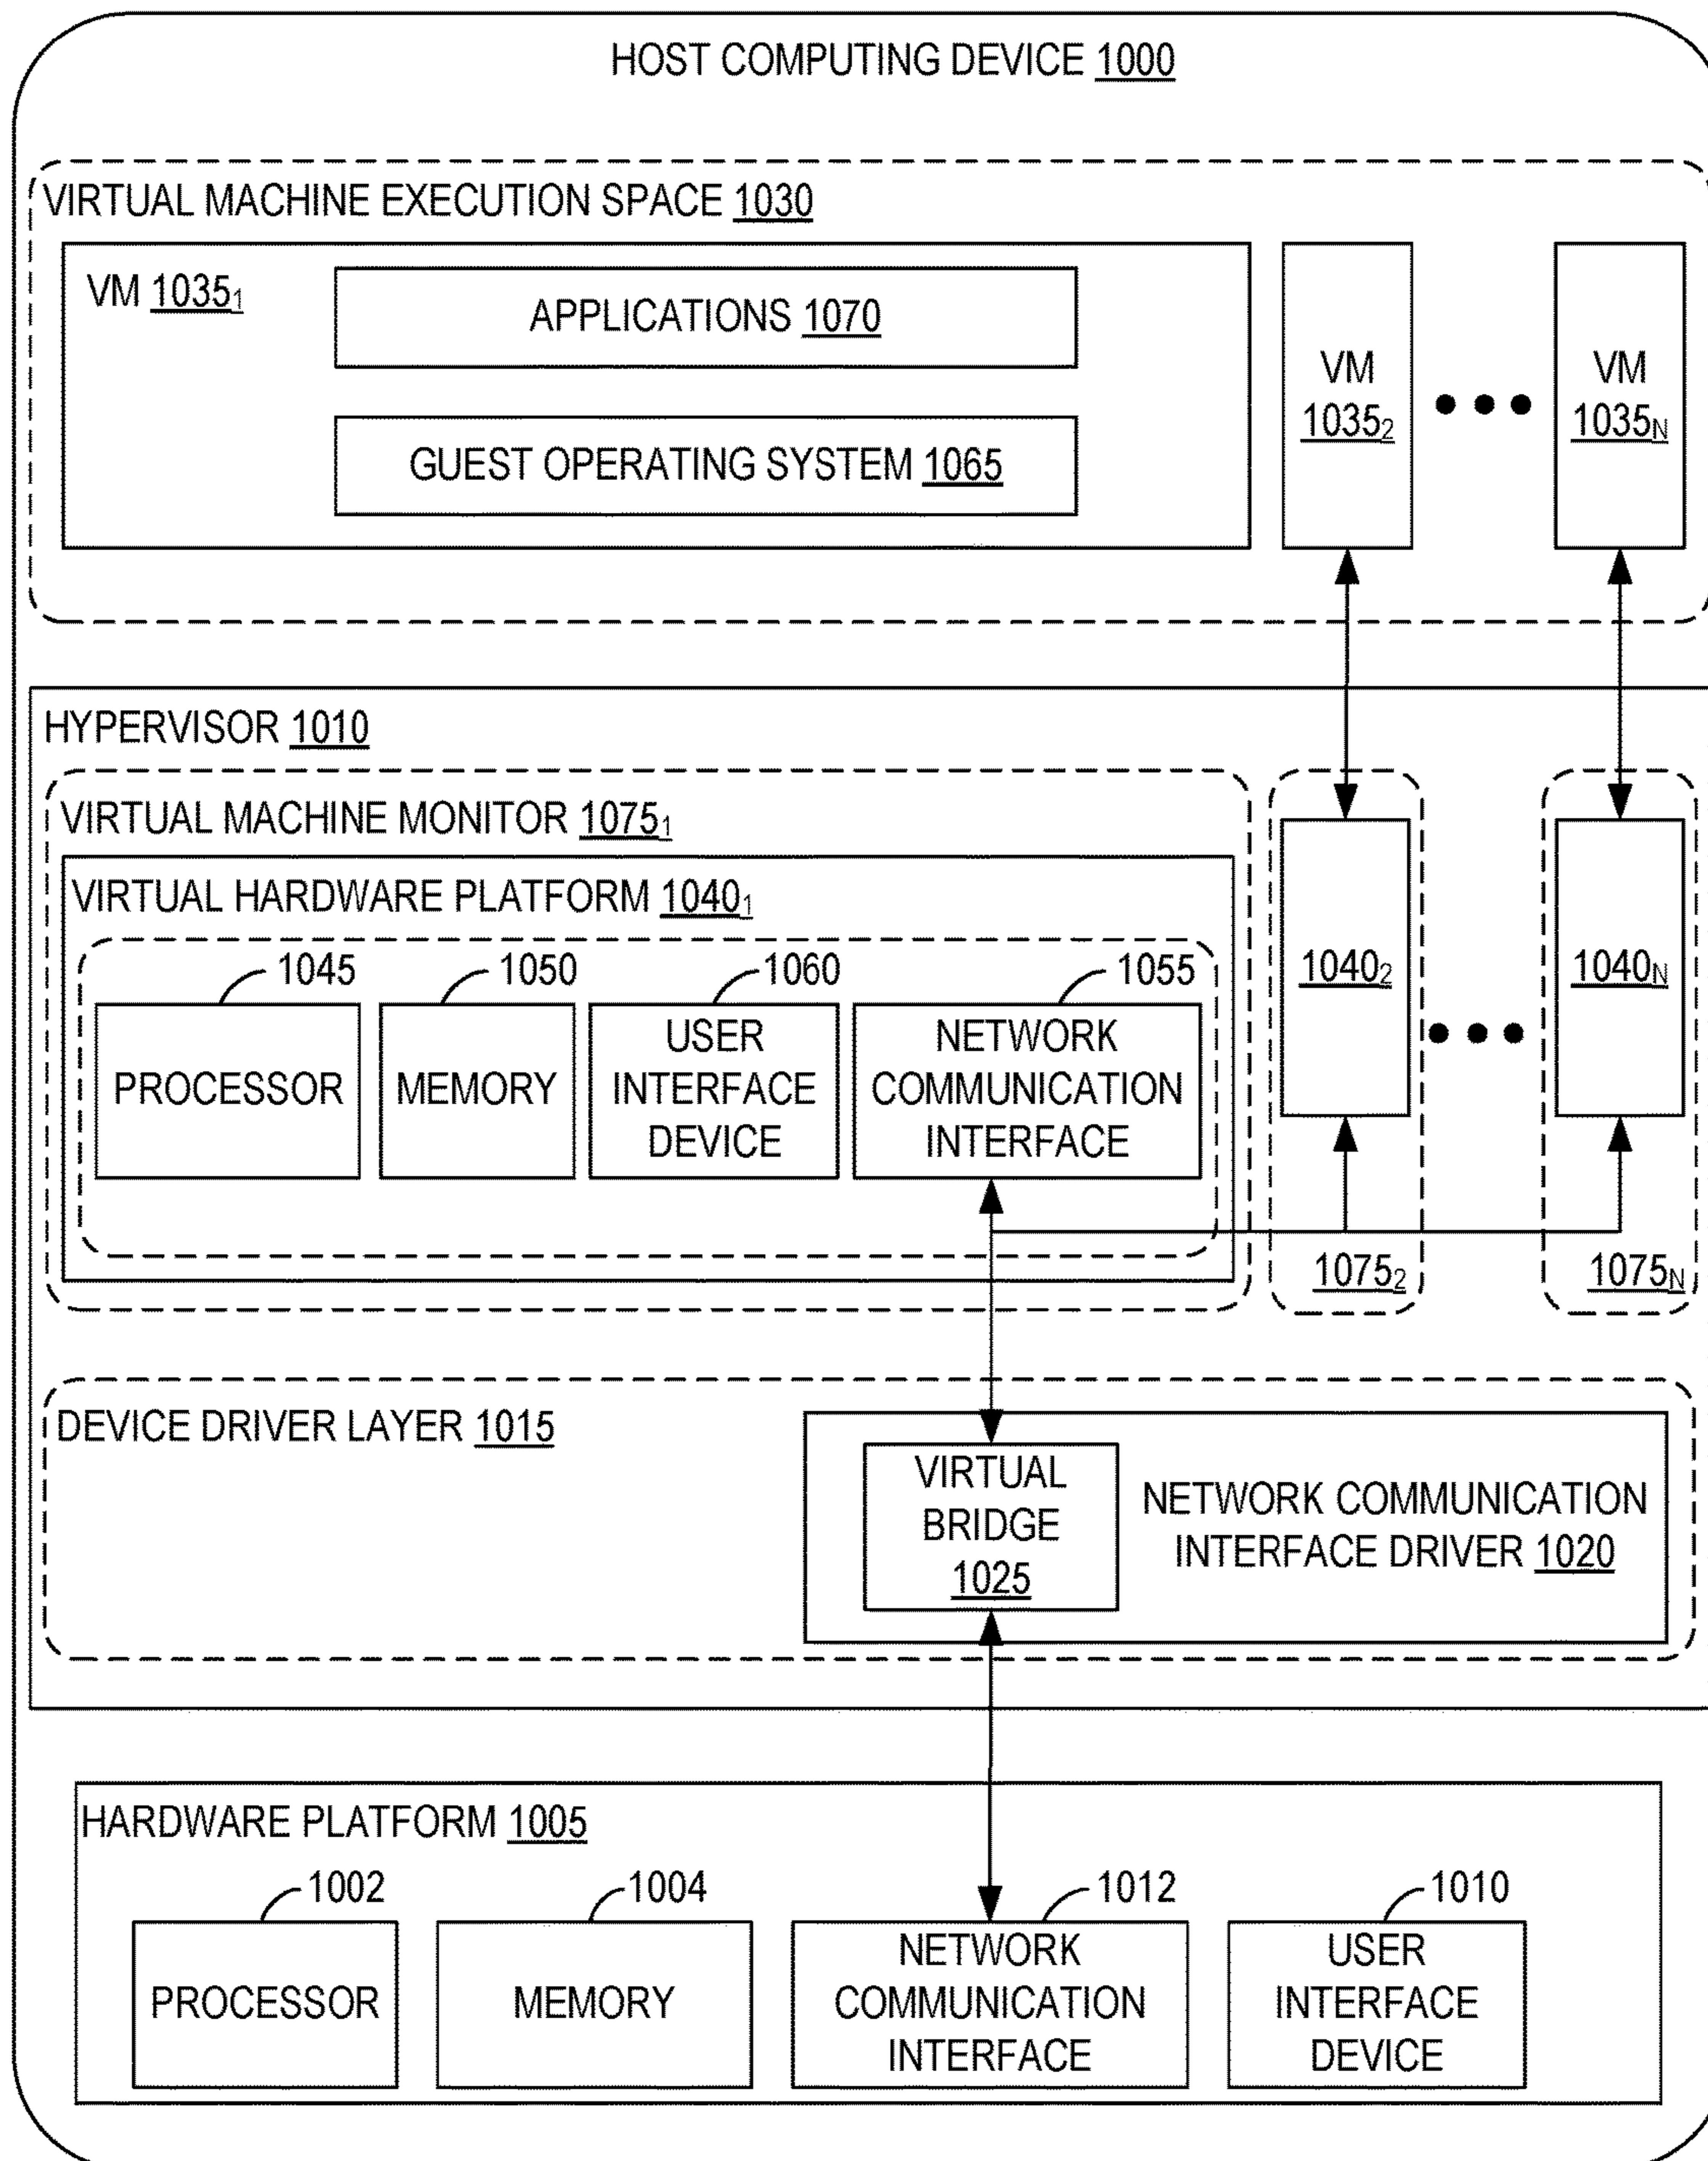 HOST COMPUTING DEVICE 1000
VIRTUAL MACHINE EXECUTION SPACE 1030
VM 1035₁
APPLICATIONS 1070
GUEST OPERATING SYSTEM 1065
VM
1035₂
VM
1035N
HYPERVISOR 1010
VIRTUAL MACHINE MONITOR 1075₁
VIRTUAL HARDWARE PLATFORM 1040₁
1045
PROCESSOR
1050
MEMORY
1060
USER
INTERFACE
DEVICE
1055
NETWORK
COMMUNICATION
INTERFACE
1040₂
1075₂
1040N
1075N
DEVICE DRIVER LAYER 1015
VIRTUAL
BRIDGE
1025
NETWORK COMMUNICATION
INTERFACE DRIVER 1020
HARDWARE PLATFORM 1005
1002
PROCESSOR
1004
MEMORY
1012
NETWORK
COMMUNICATION
INTERFACE
1010
USER
INTERFACE
DEVICE